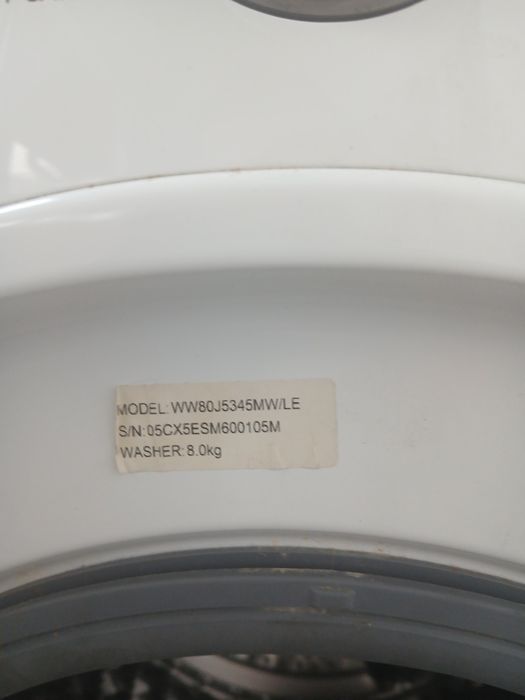 MODEL: WW80J5345MW/LE
S/N: 05CX5ESM600105M
WASHER: 8.0kg